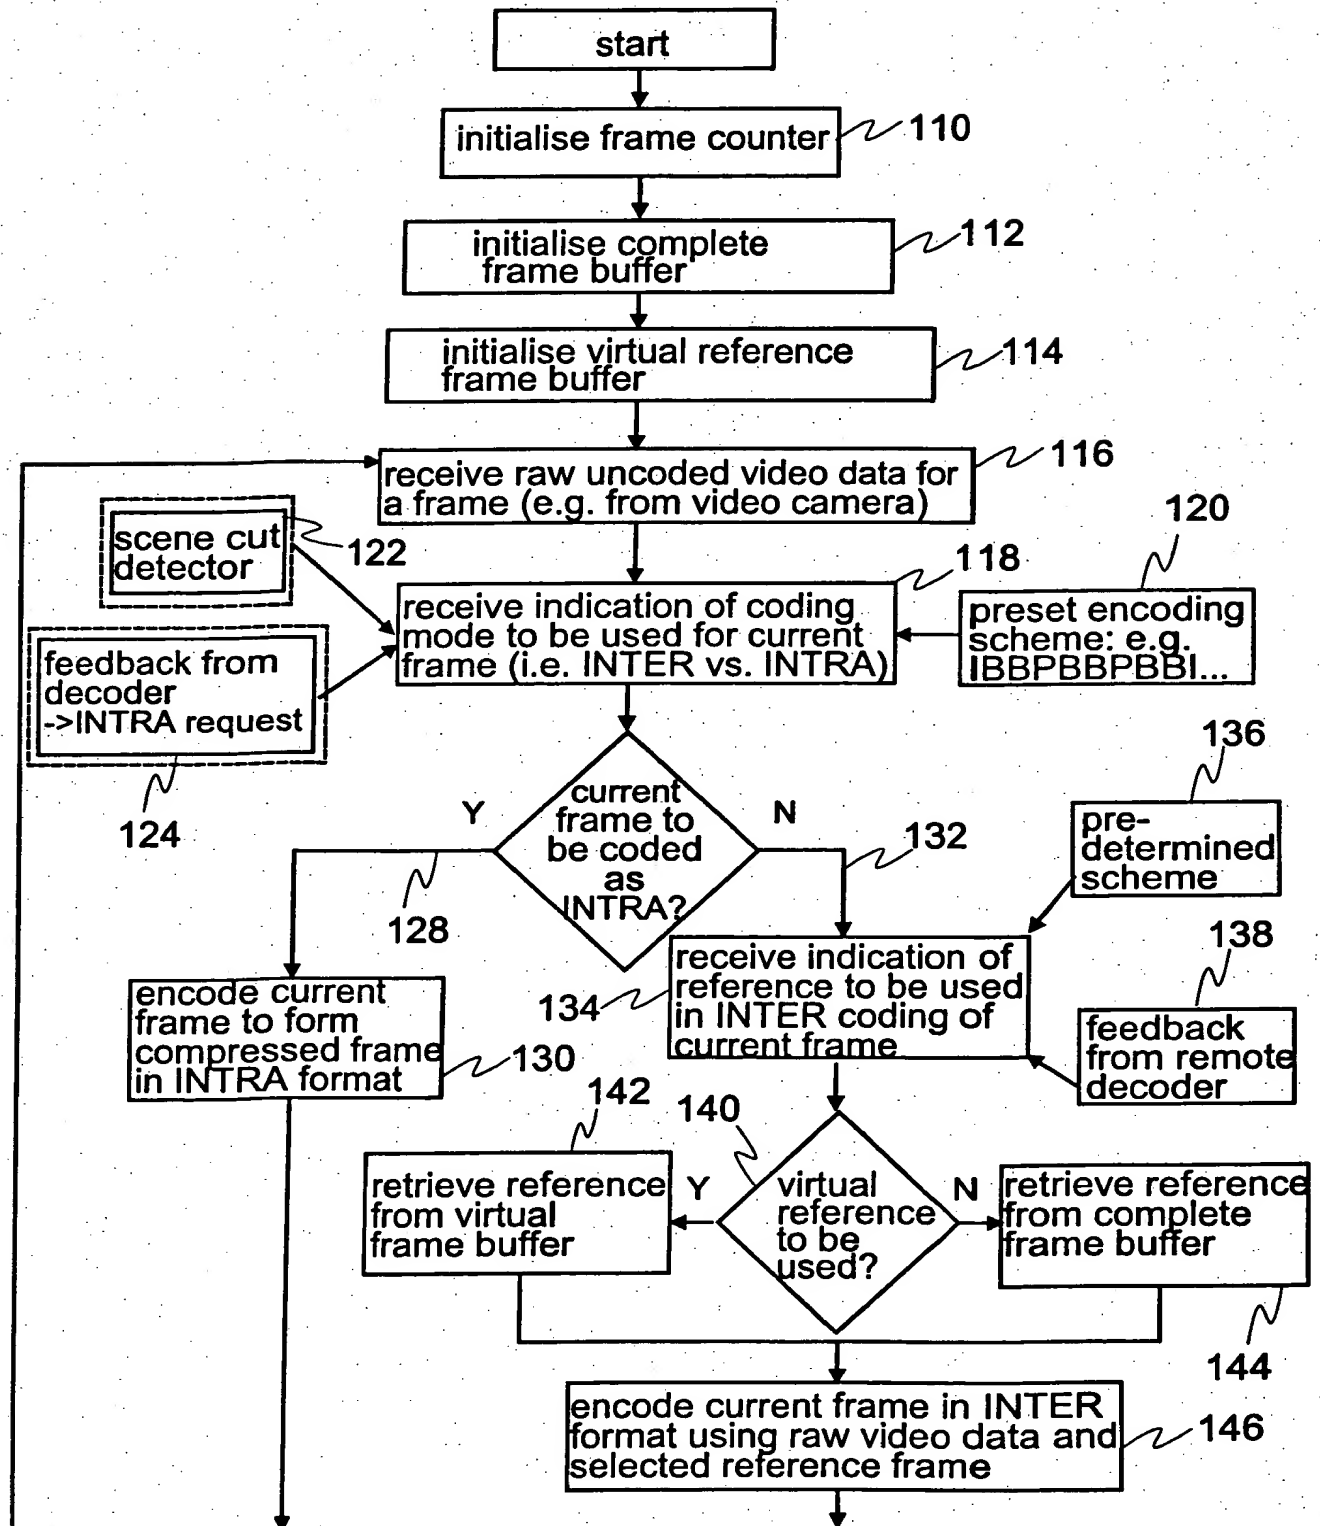 start
initialise frame counter
110
initialise complete
frame buffer
112
initialise virtual reference
frame buffer
114
receive raw uncoded video data for
a frame (e.g. from video camera)
116
scene cut
detector
122
118
120
receive indication of coding
mode to be used for current
frame (i.e. INTER vs. INTRA)
preset encoding
scheme: e.g.
IBBPBBPBBI...
feedback from
decoder
->INTRA request
124
136
Y
current
frame to
be coded
as
INTRA?
N
132
pre-
determined
scheme
128
138
encode current
frame to form
compressed frame
in INTRA format
130
134
receive indication of
reference to be used
in INTER coding of
current frame
feedback
from remote
decoder
142
140
retrieve reference
from virtual
frame buffer
Y
virtual
reference
to be
used?
N
retrieve reference
from complete
frame buffer
144
encode current frame in INTER
format using raw video data and
selected reference frame
146